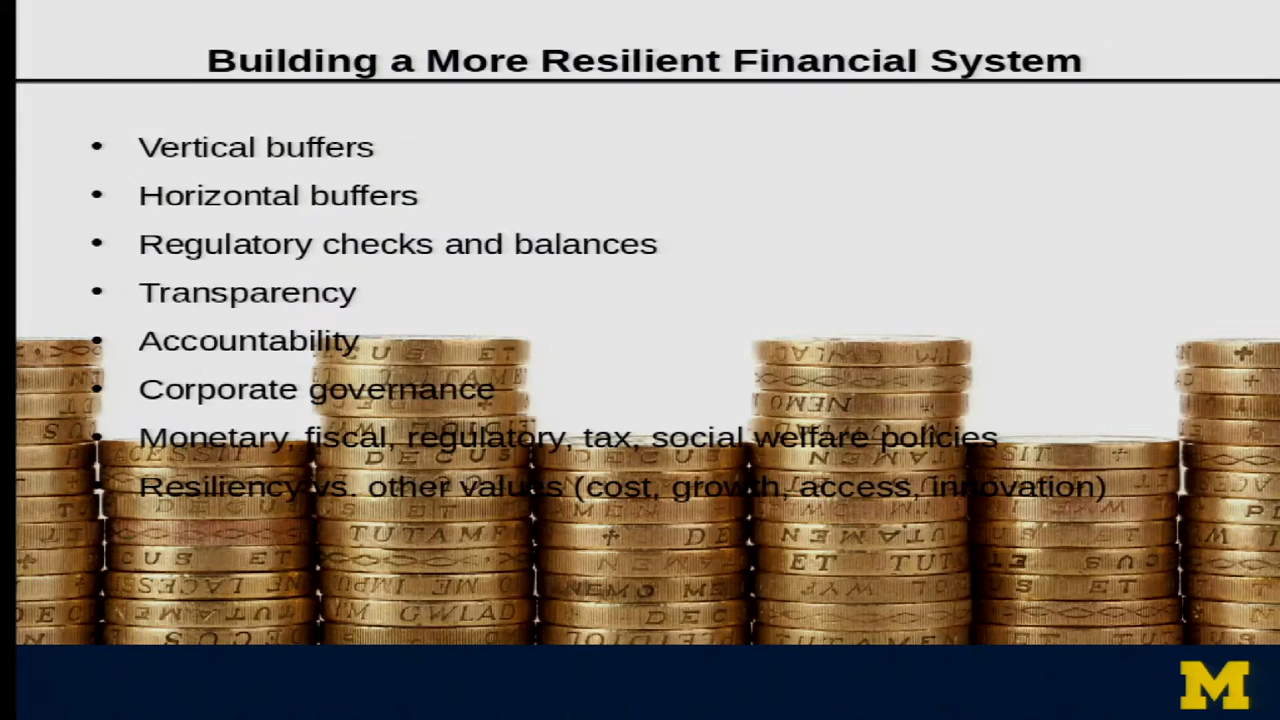 Building a More Resilient Financial System
• Vertical buffers
• Horizontal buffers
• Regulatory checks and balances
• Transparency
• Accountability
• Corporate governance
• Monetary, fiscal, regulatory, tax, social welfare policies
• Resiliency vs. other values (cost, growth, access, innovation)
M